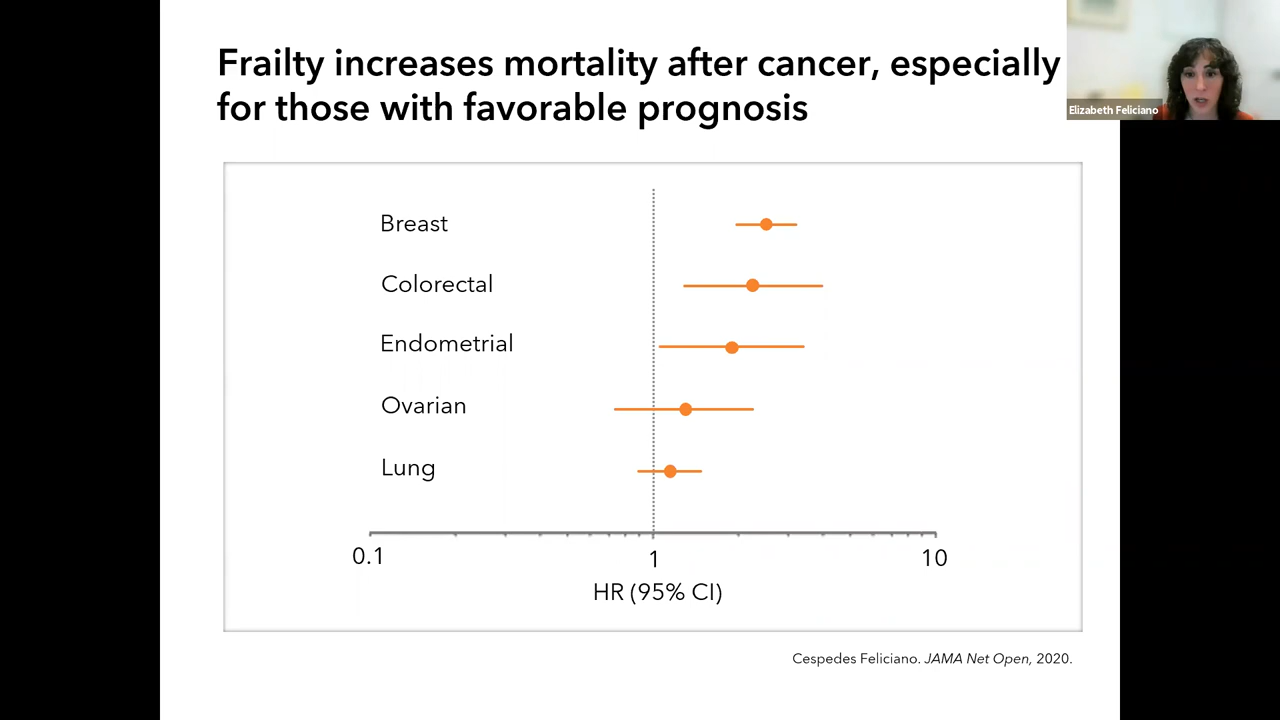 Frailty increases mortality after cancer, especially
for those with favorable prognosis
Elizabeth Feliciano
Breast
Colorectal
Endometrial
Ovarian
Lung
0.1 1 10
HR (95% CI)
Cespedes Feliciano. JAMA Net Open, 2020.